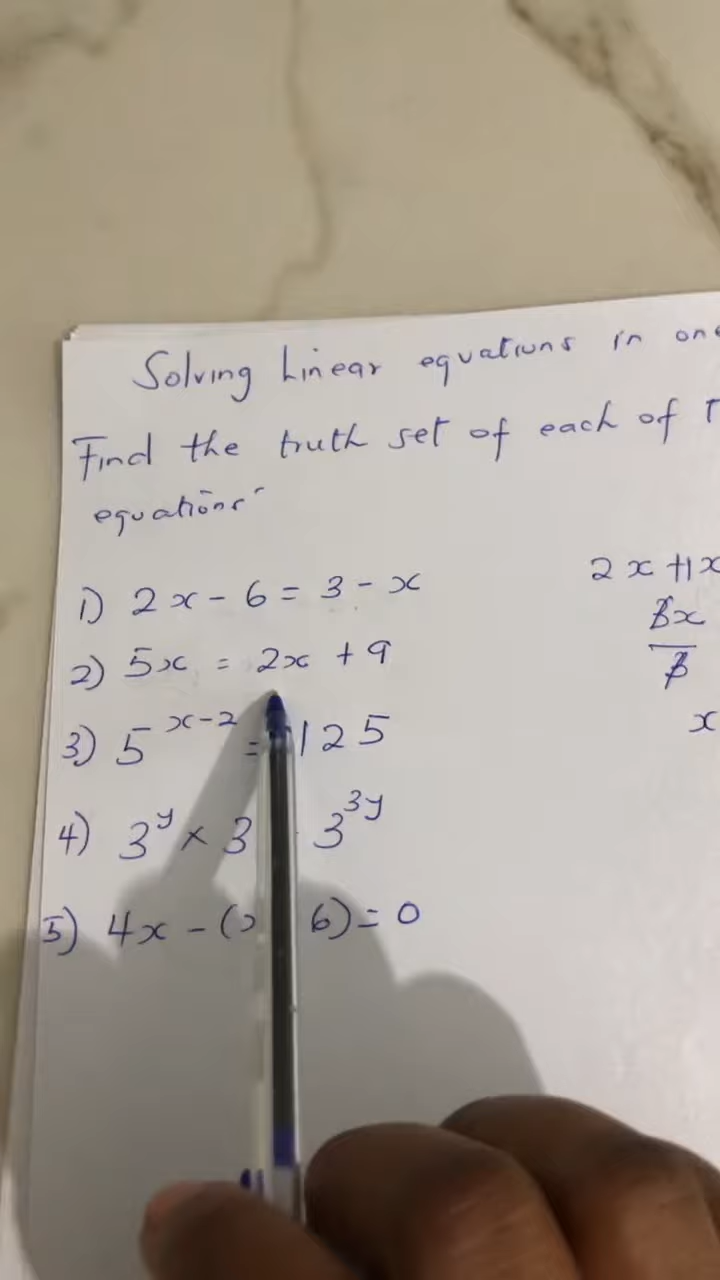 Solving Linear equations in one
Find the truth set of each of
equations
1) 2x - 6 = 3 - x
2) 5x = 2x + 9
3) 5^{x-2} = 125
4) 3^y × 3 3^{3y}
5) 4x - ( 6) = 0
2x + 1x
3x
3
x